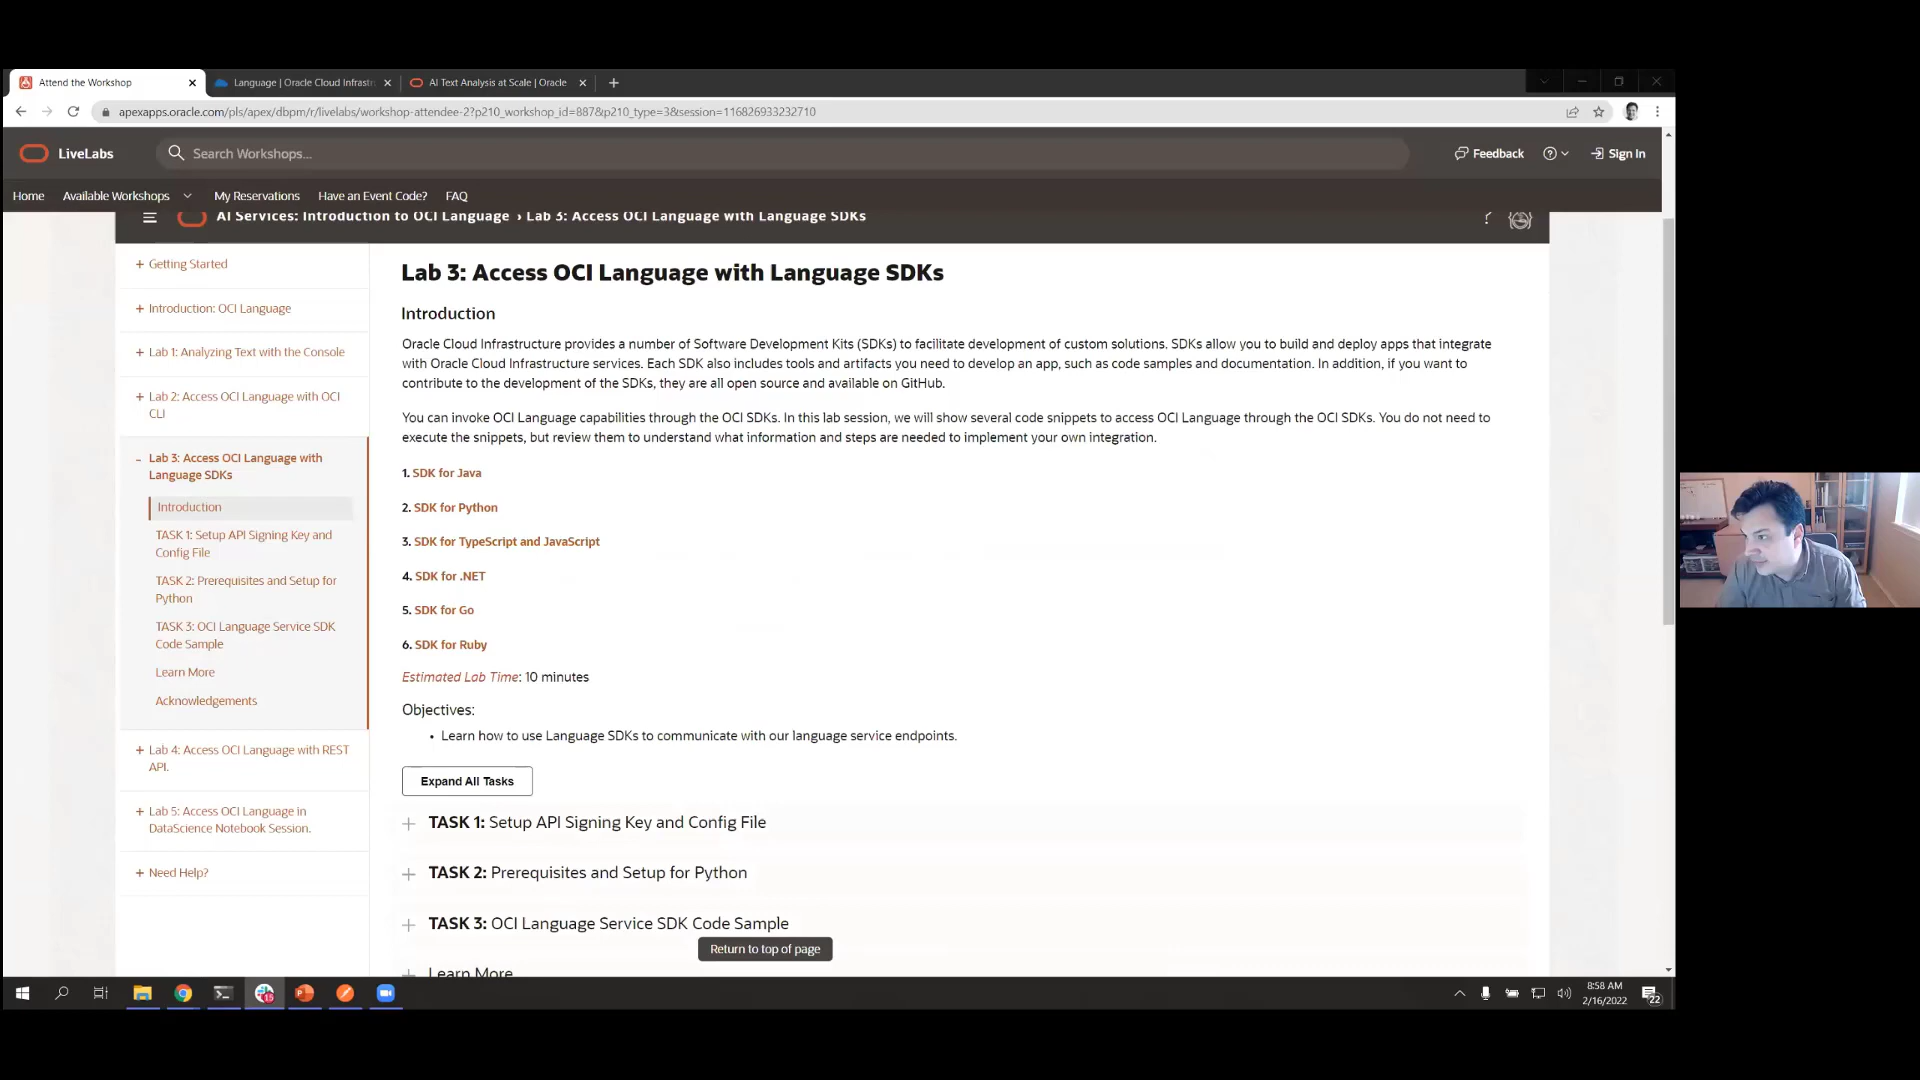 Attend the Workshop
Language | Oracle Cloud Infrastr
AI Text Analysis at Scale | Oracle
apexapps.oracle.com/pls/apex/dbpm/r/livelabs/workshop-attendee-2?p210_workshop_id=887&p210_type=3&session=116826933232710
LiveLabs
Search Workshops...
Feedback
Sign In
Home
Available Workshops
My Reservations
Have an Event Code?
FAQ
AI Services: Introduction to OCI Language › Lab 3: Access OCI Language with Language SDKs
?
+ Getting Started
+ Introduction: OCI Language
+ Lab 1: Analyzing Text with the Console
+ Lab 2: Access OCI Language with OCI
CLI
- Lab 3: Access OCI Language with
Language SDKs
Introduction
TASK 1: Setup API Signing Key and
Config File
TASK 2: Prerequisites and Setup for
Python
TASK 3: OCI Language Service SDK
Code Sample
Learn More
Acknowledgements
+ Lab 4: Access OCI Language with REST
API.
+ Lab 5: Access OCI Language in
DataScience Notebook Session.
+ Need Help?
Lab 3: Access OCI Language with Language SDKs
Introduction
Oracle Cloud Infrastructure provides a number of Software Development Kits (SDKs) to facilitate development of custom solutions. SDKs allow you to build and deploy apps that integrate
with Oracle Cloud Infrastructure services. Each SDK also includes tools and artifacts you need to develop an app, such as code samples and documentation. In addition, if you want to
contribute to the development of the SDKs, they are all open source and available on GitHub.
You can invoke OCI Language capabilities through the OCI SDKs. In this lab session, we will show several code snippets to access OCI Language through the OCI SDKs. You do not need to
execute the snippets, but review them to understand what information and steps are needed to implement your own integration.
1. SDK for Java
2. SDK for Python
3. SDK for TypeScript and JavaScript
4. SDK for .NET
5. SDK for Go
6. SDK for Ruby
Estimated Lab Time: 10 minutes
Objectives:
• Learn how to use Language SDKs to communicate with our language service endpoints.
Expand All Tasks
TASK 1: Setup API Signing Key and Config File
TASK 2: Prerequisites and Setup for Python
TASK 3: OCI Language Service SDK Code Sample
Return to top of page
Learn More
15
8:58 AM
2/16/2022
22